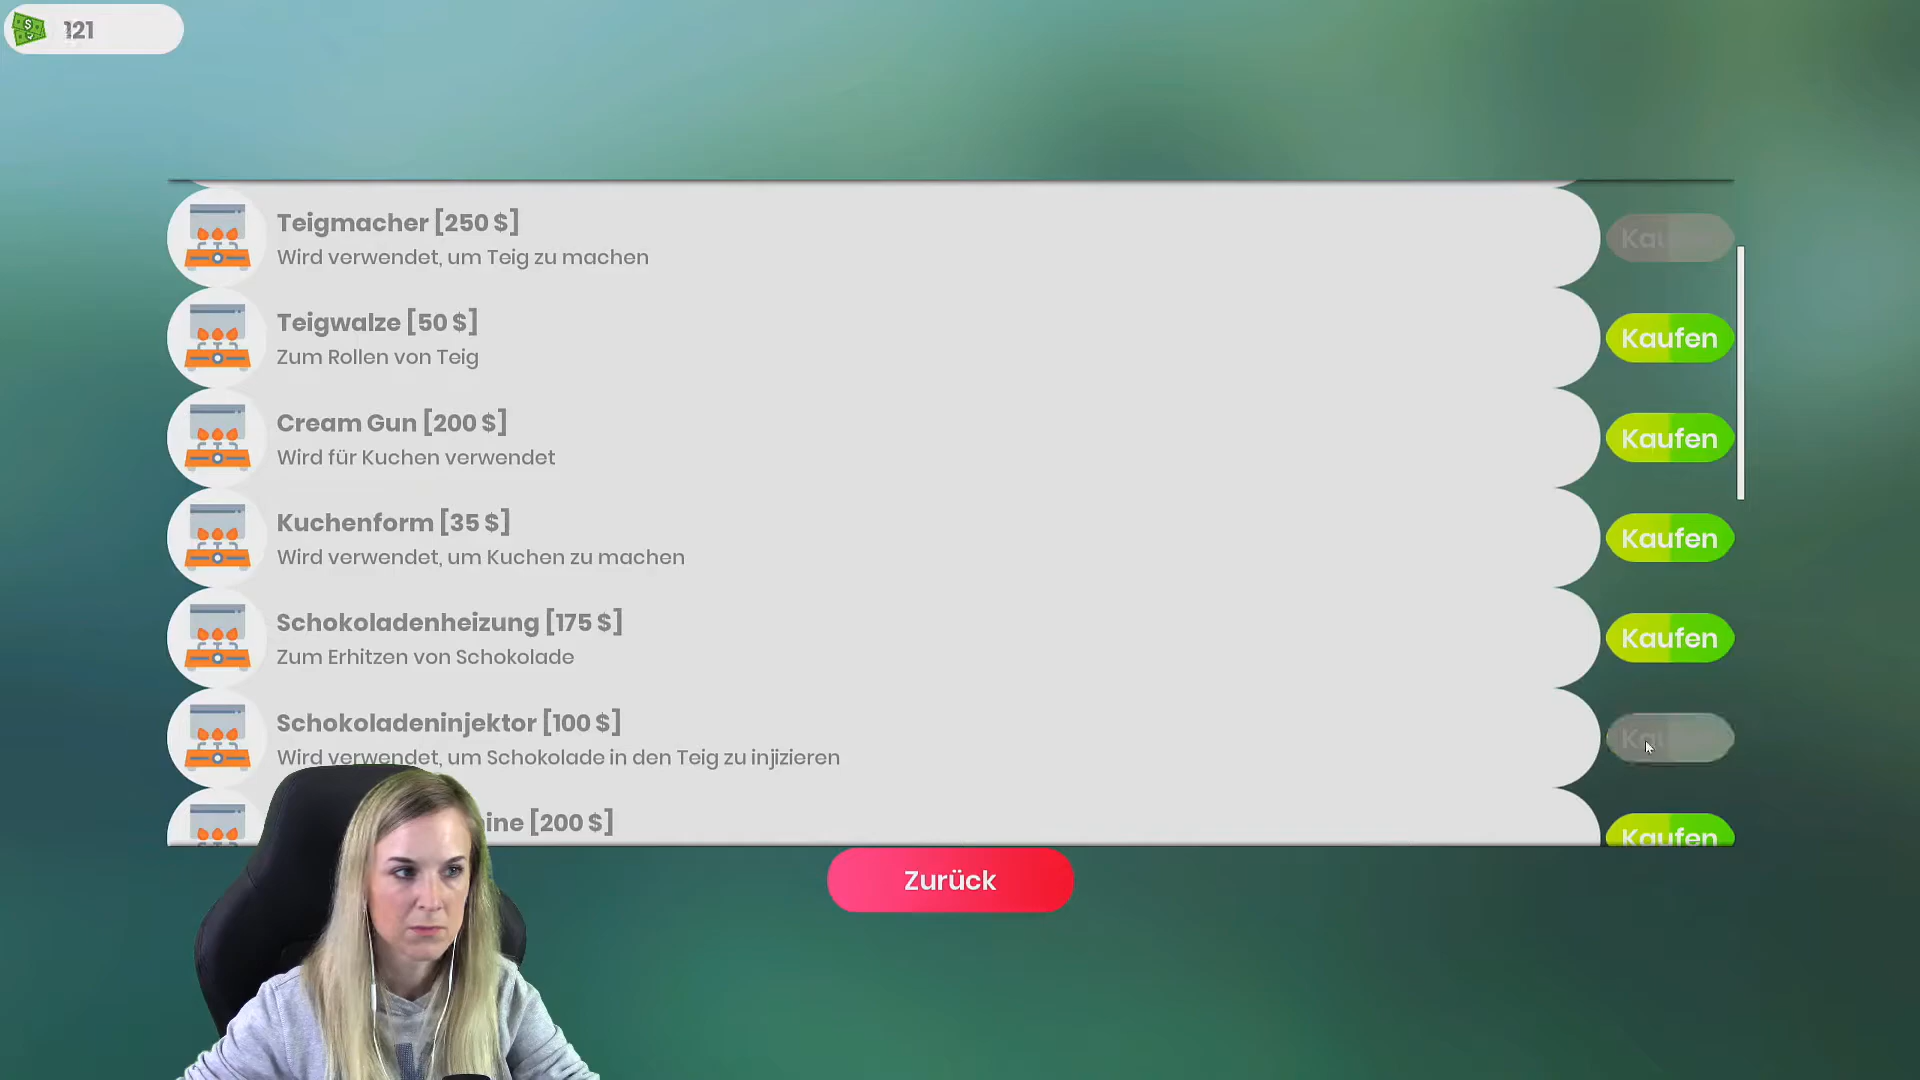 121
Teigmacher [250 $]
Wird verwendet, um Teig zu machen
Teigwalze [50 $]
Kaufen
Zum Rollen von Teig
Cream Gun [200 $]
Kaufen
Wird für Kuchen verwendet
Kuchenform [35 $]
Kaufen
Wird verwendet, um Kuchen zu machen
Schokoladenheizung [175 $]
Kaufen
Zum Erhitzen von Schokolade
Schokoladeninjektor [100 $]
Wird verwendet, um Schokolade in den Teig zu injizieren
[200 $]
Kaufen
Zurück